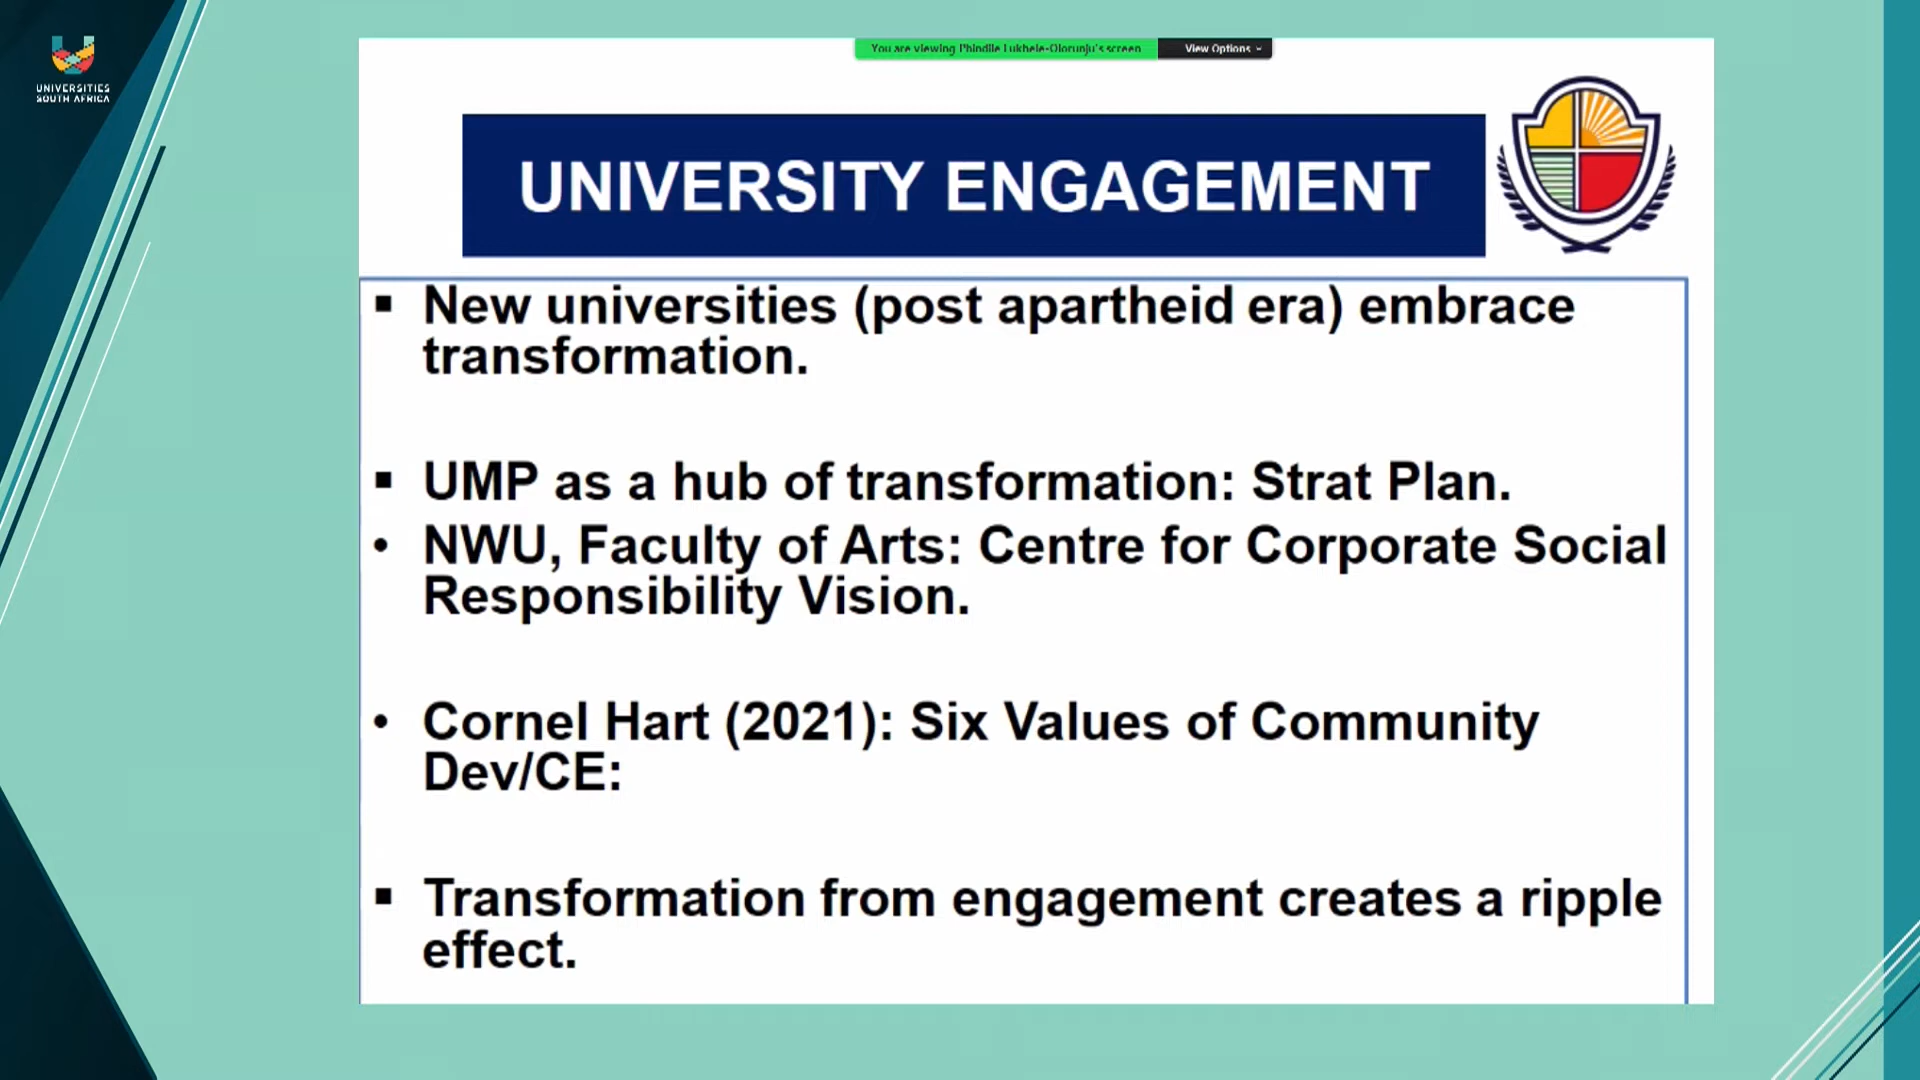 UNIVERSITIES
SOUTH AFRICA
You are viewing Phindile Lukhele-Olorunju's screen
View Options
UNIVERSITY ENGAGEMENT
▪ New universities (post apartheid era) embrace
transformation.
▪ UMP as a hub of transformation: Strat Plan.
• NWU, Faculty of Arts: Centre for Corporate Social
Responsibility Vision.
• Cornel Hart (2021): Six Values of Community
Dev/CE:
▪ Transformation from engagement creates a ripple
effect.